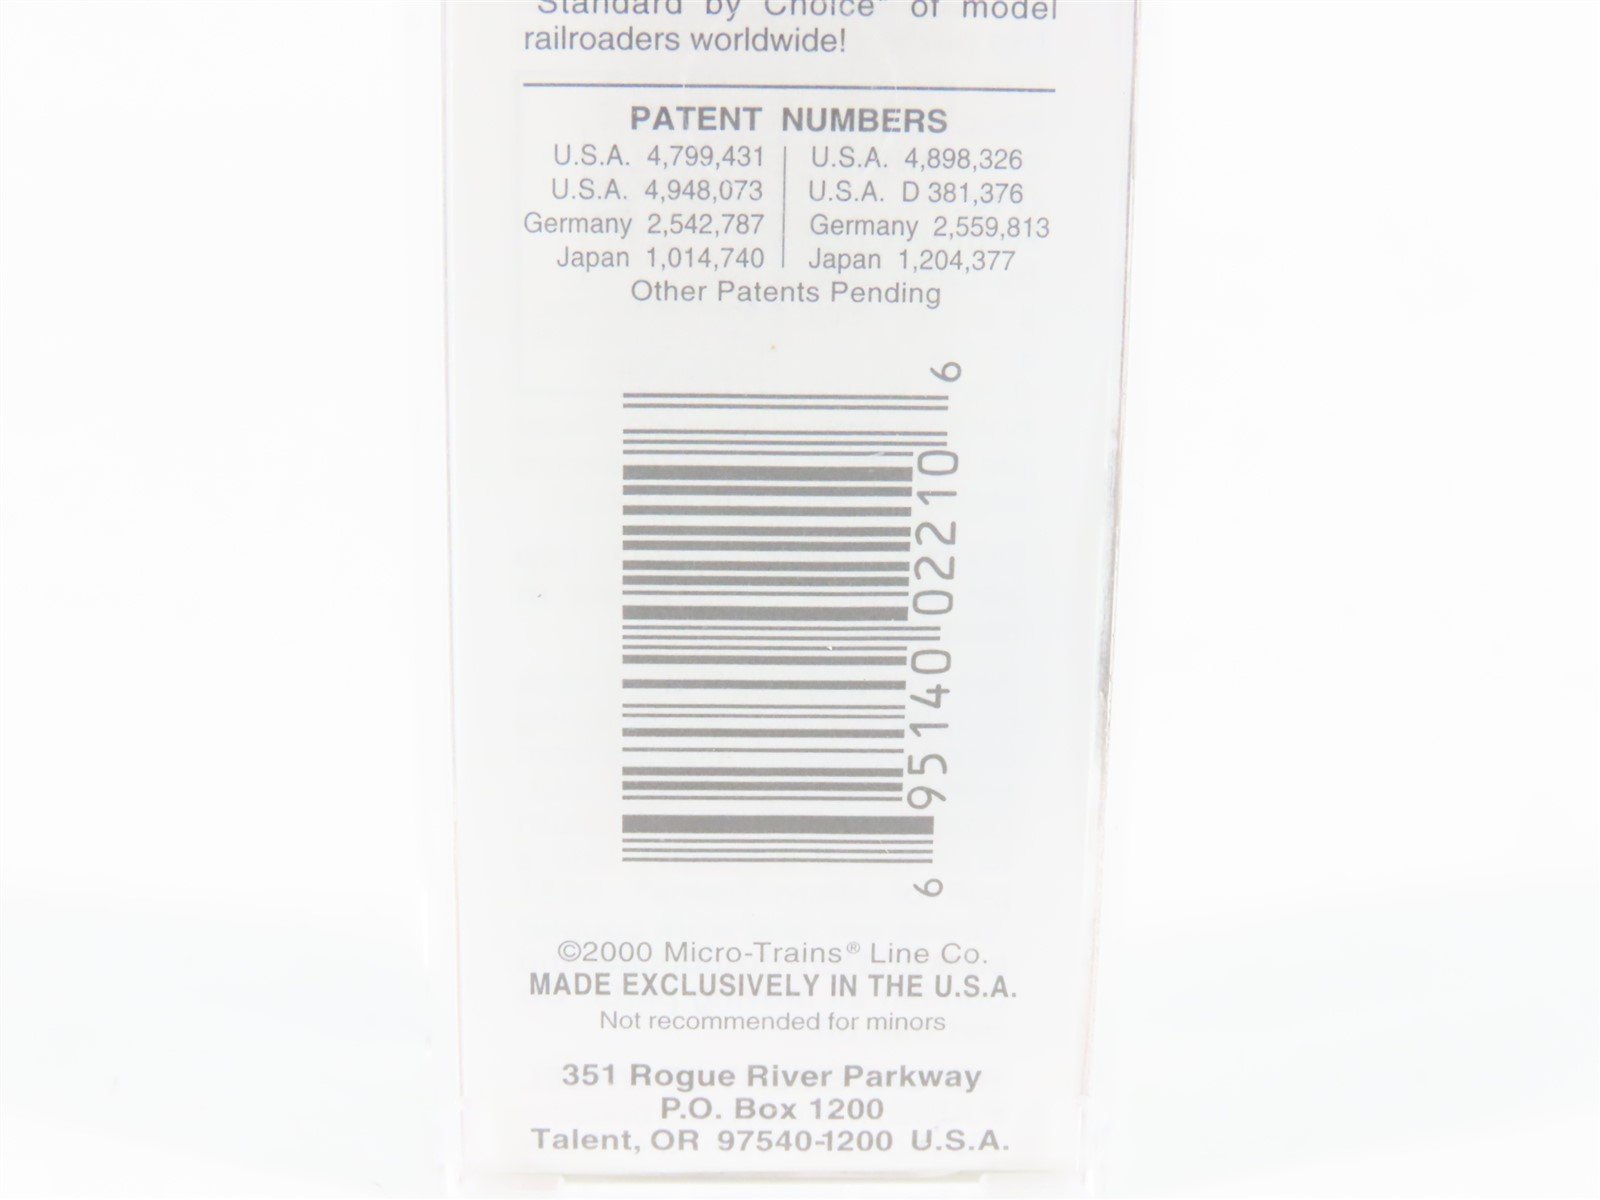 "Standard by Choice" of model
railroaders worldwide!
PATENT NUMBERS
U.S.A. 4,799,431 | U.S.A. 4,898,326
U.S.A. 4,948,073 | U.S.A. D 381,376
Germany 2,542,787 | Germany 2,559,813
Japan 1,014,740 | Japan 1,204,377
Other Patents Pending
6 95140 02210 6
©2000 Micro-Trains® Line Co.
MADE EXCLUSIVELY IN THE U.S.A.
Not recommended for minors
351 Rogue River Parkway
P.O. Box 1200
Talent, OR 97540-1200 U.S.A.